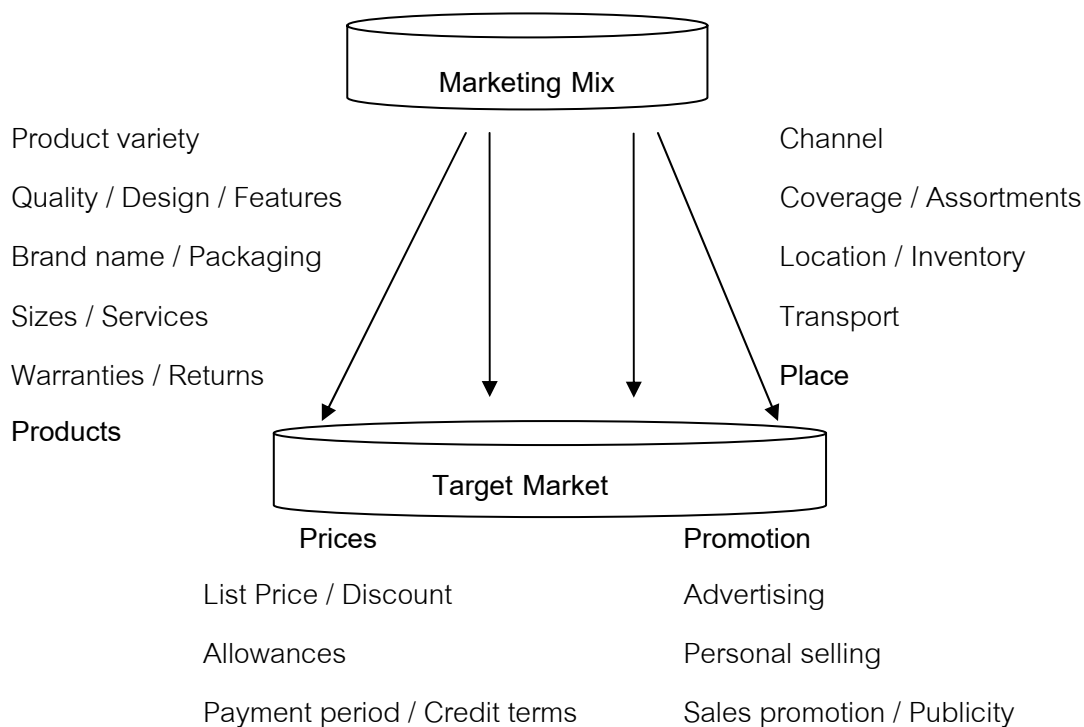 Marketing Mix
Product variety
Quality / Design / Features
Brand name / Packaging
Sizes / Services
Warranties / Returns
Products
Channel
Coverage / Assortments
Location / Inventory
Transport
Place
Target Market
Prices
List Price / Discount
Allowances
Payment period / Credit terms
Promotion
Advertising
Personal selling
Sales promotion / Publicity